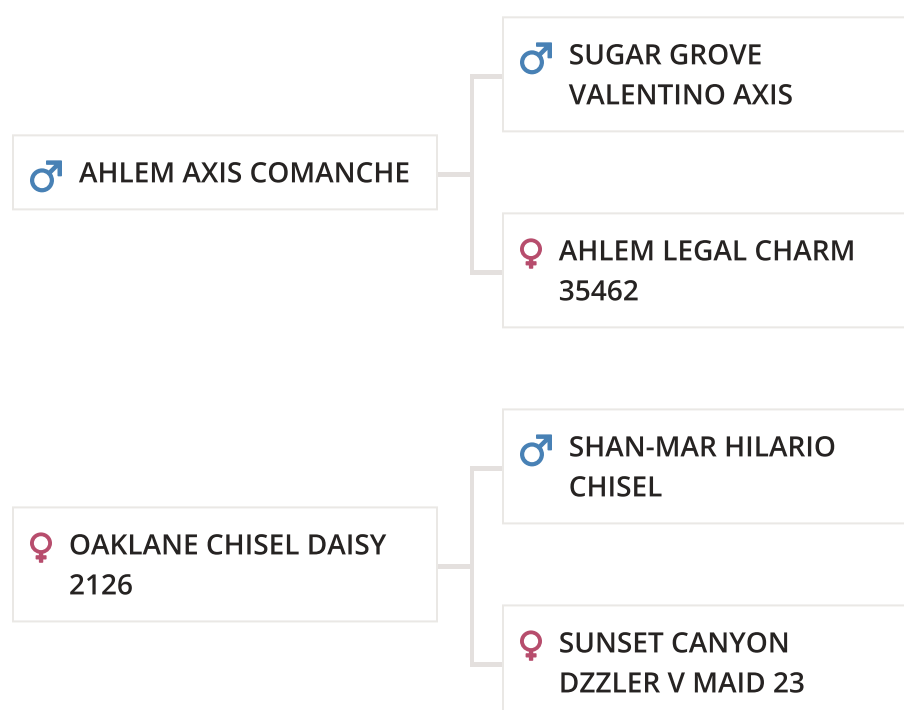 SUGAR GROVE
VALENTINO AXIS
AHLEM AXIS COMANCHE
AHLEM LEGAL CHARM
35462
SHAN-MAR HILARIO
CHISEL
OAKLANE CHISEL DAISY
2126
SUNSET CANYON
DZZLER V MAID 23